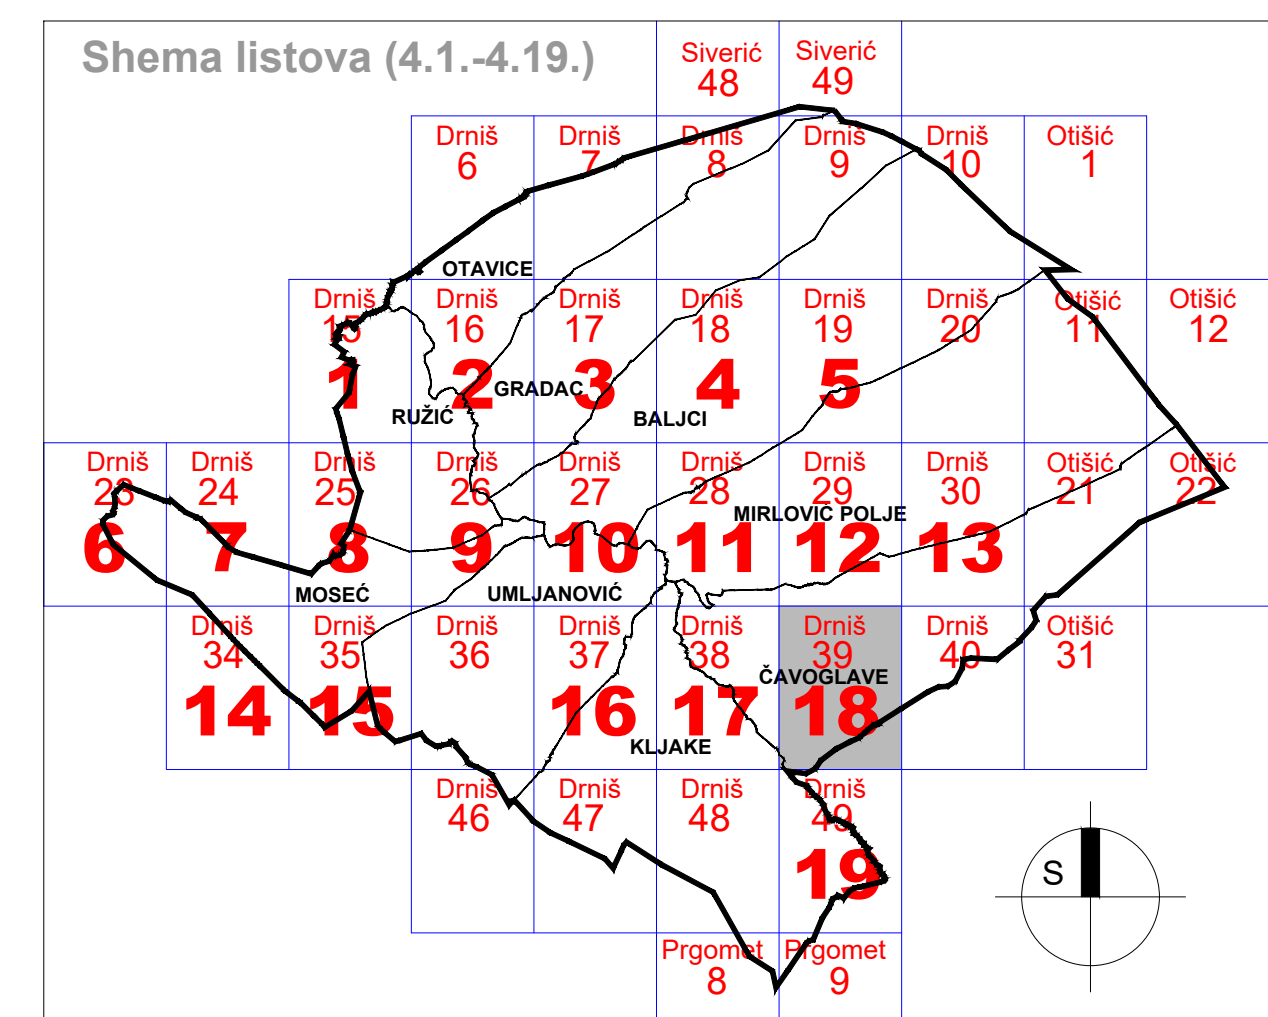 Shema listova (4.1.-4.19.)
Siverić Siverić
48 49
Drniš Drniš Drniš Drniš Drniš Otišić
6 7 8 9 10 1
OTAVICE
Drniš Drniš Drniš Drniš Drniš Drniš Otišić Otišić
15 16 17 18 19 20 11 12
1 2 3 4 5
GRADAC
RUŽIĆ BALJCI
Drniš Drniš Drniš Drniš Drniš Drniš Drniš Drniš Otišić Otišić
23 24 25 26 27 28 29 30 21 22
MIRLOVIĆ POLJE
6 7 8 9 10 11 12 13
MOSEĆ UMLJANOVIĆ
Drniš Drniš Drniš Drniš Drniš Drniš Drniš Otišić
34 35 36 37 38 39 40 31
ČAVOGLAVE
14 15 16 17 18
KLJAKE
Drniš Drniš Drniš Drniš
46 47 48 49
19
S
Prgomet Prgomet
8 9